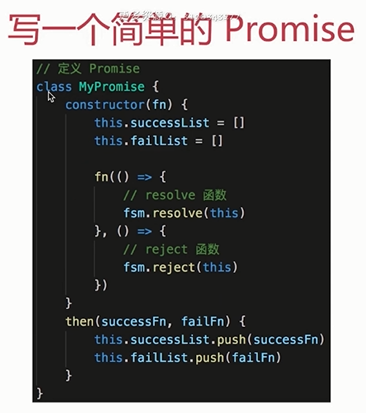 写一个简单的 Promise
// 定义 Promise
class MyPromise {
    constructor(fn) {
        this.successList = []
        this.failList = []

        fn(() => {
            // resolve 函数
            fsm.resolve(this)
        }, () => {
            // reject 函数
            fsm.reject(this)
        })
    }
    then(successFn, failFn) {
        this.successList.push(successFn)
        this.failList.push(failFn)
    }
}